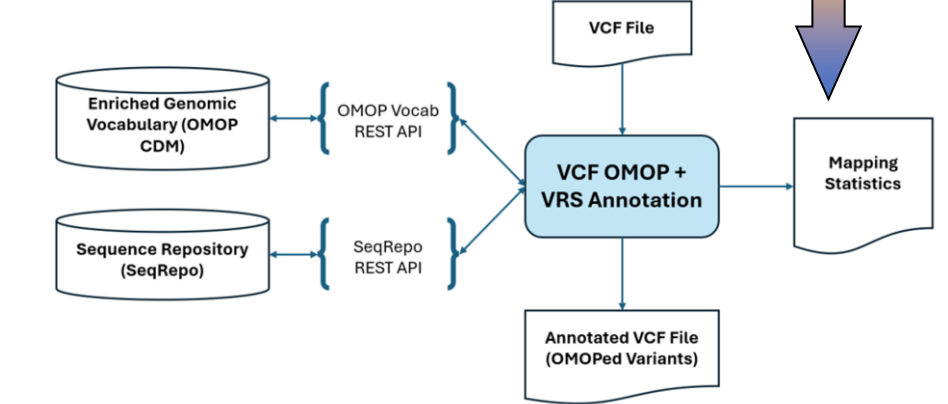 VCF File
Enriched Genomic
Vocabulary (OMOP
CDM)
OMOP Vocab
REST API
VCF OMOP +
VRS Annotation
Mapping
Statistics
Sequence Repository
(SeqRepo)
SeqRepo
REST API
Annotated VCF File
(OMOPed Variants)